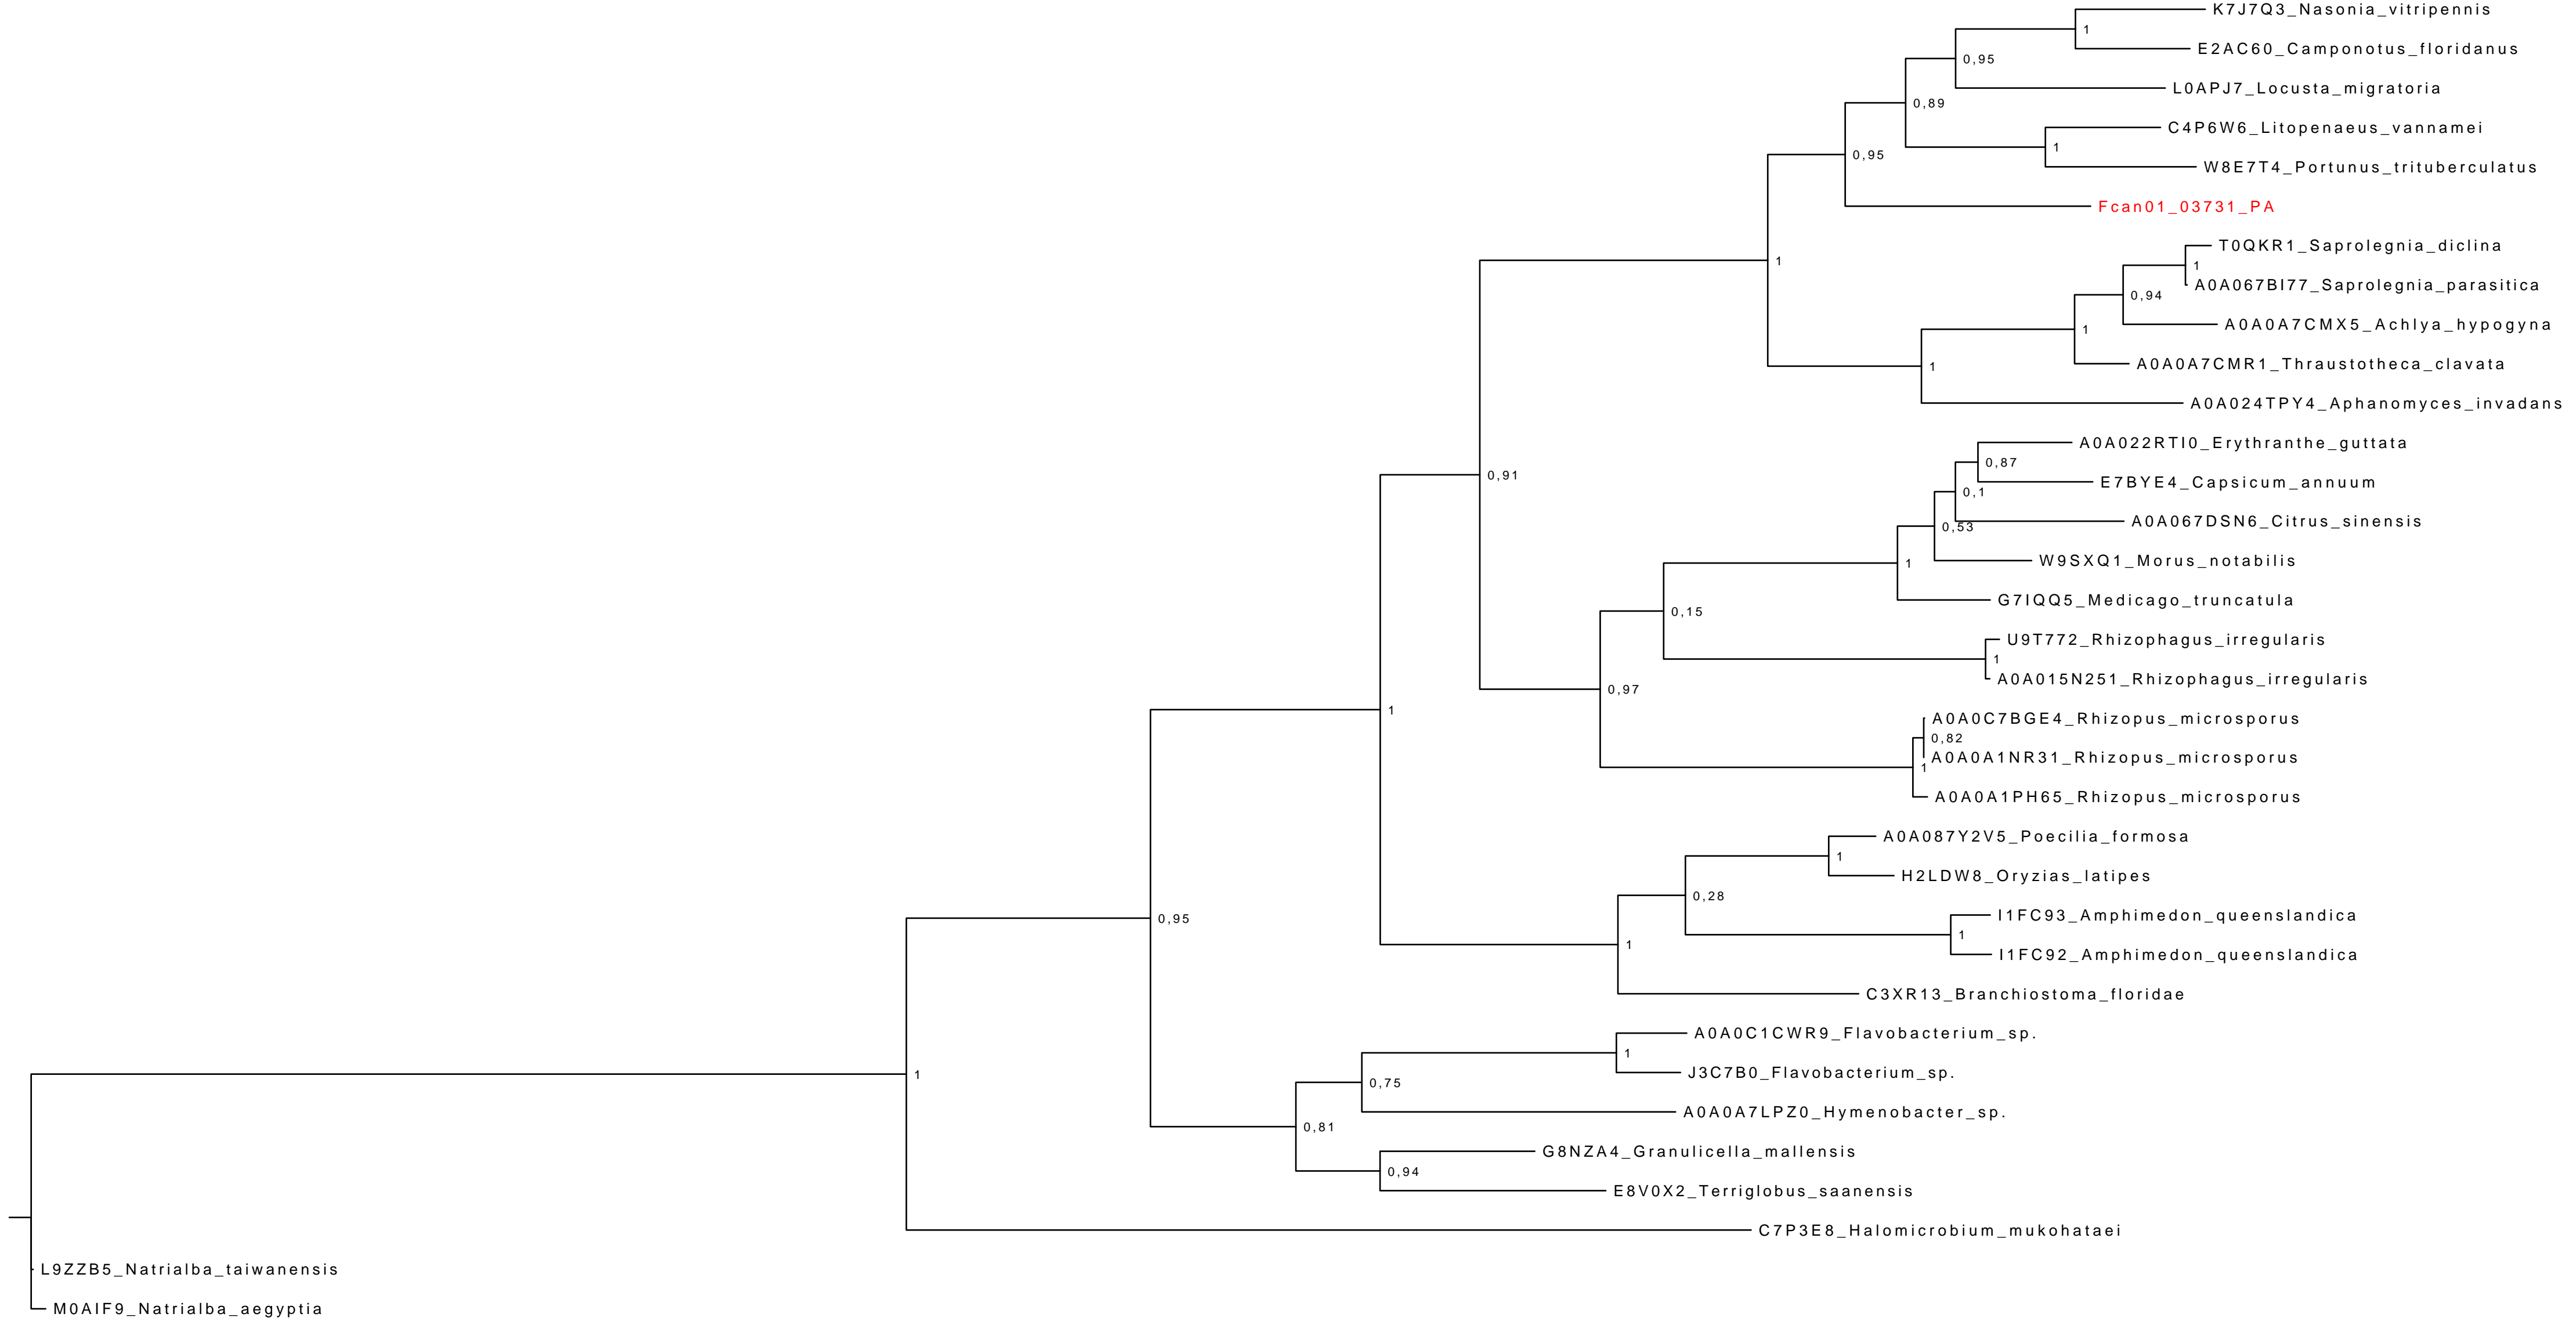 K7J7Q3_Nasonia_vitripennis
1
E2AC60_Camponotus_floridanus
0,95
L0APJ7_Locusta_migratoria
0,89
C4P6W6_Litopenaeus_vannamei
1
0,95
W8E7T4_Portunus_trituberculatus
Fcan01_03731_PA
T0QKR1_Saprolegnia_diclina
1
1
A0A067BI77_Saprolegnia_parasitica
0,94
A0A0A7CMX5_Achlya_hypogyna
1
A0A0A7CMR1_Thraustotheca_clavata
1
A0A024TPY4_Aphanomyces_invadans
A0A022RTI0_Erythranthe_guttata
0,87
0,91
E7BYE4_Capsicum_annuum
0,1
A0A067DSN6_Citrus_sinensis
0,53
W9SXQ1_Morus_notabilis
1
G7IQQ5_Medicago_truncatula
0,15
U9T772_Rhizophagus_irregularis
1
A0A015N251_Rhizophagus_irregularis
0,97
1
A0A0C7BGE4_Rhizopus_microsporus
0,82
A0A0A1NR31_Rhizopus_microsporus
1
A0A0A1PH65_Rhizopus_microsporus
A0A087Y2V5_Poecilia_formosa
1
H2LDW8_Oryzias_latipes
0,28
I1FC93_Amphimedon_queenslandica
0,95
1
1
I1FC92_Amphimedon_queenslandica
C3XR13_Branchiostoma_floridae
A0A0C1CWR9_Flavobacterium_sp.
1
J3C7B0_Flavobacterium_sp.
1
0,75
A0A0A7LPZ0_Hymenobacter_sp.
0,81
G8NZA4_Granulicella_mallensis
0,94
E8V0X2_Terriglobus_saanensis
C7P3E8_Halomicrobium_mukohataei
L9ZZB5_Natrialba_taiwanensis
M0AIF9_Natrialba_aegyptia